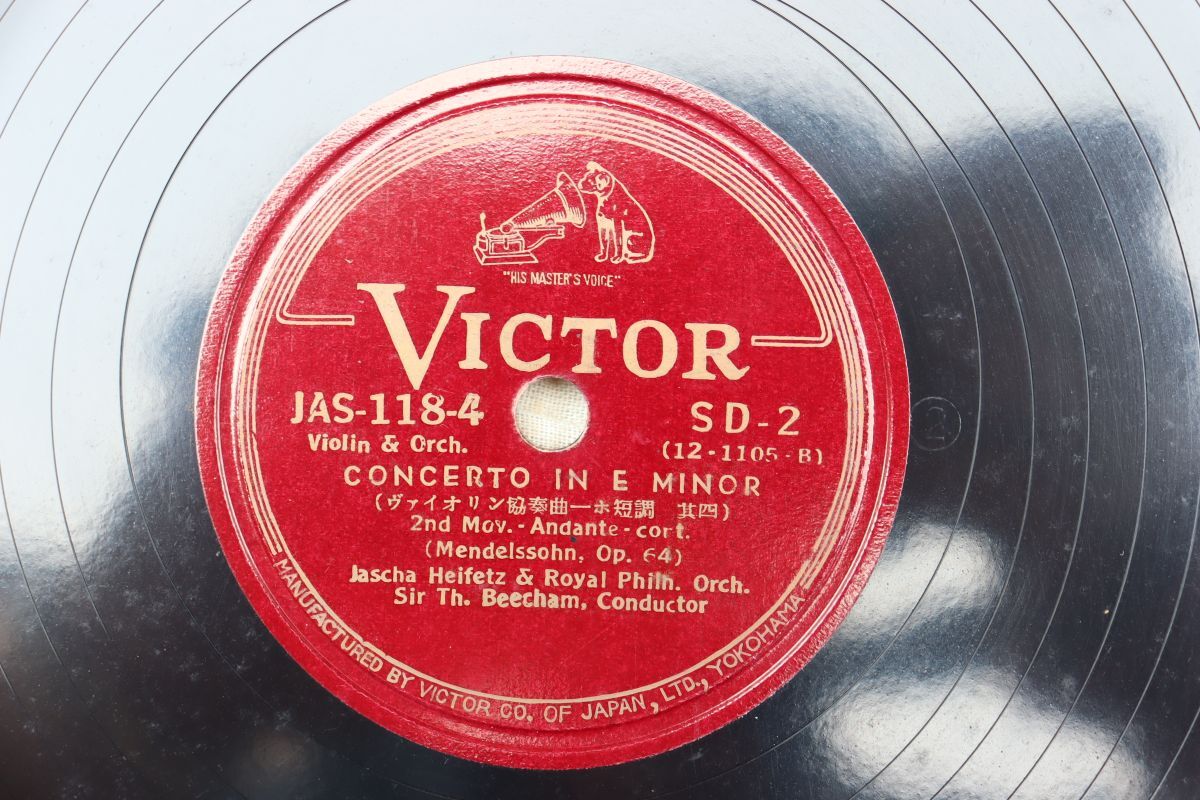 "HIS MASTER'S VOICE"
VICTOR
JAS-118-4
SD-2
Violin & Orch.
(12-1105-B)
CONCERTO IN E MINOR
(ヴァイオリン協奏曲—ホ短調 其四)
2nd Mov.-Andante-cort.
(Mendelssohn, Op. 64)
Jascha Heifetz & Royal Philh. Orch.
Sir Th. Beecham, Conductor
MANUFACTURED BY VICTOR CO. OF JAPAN, LTD., YOKOHAMA
2